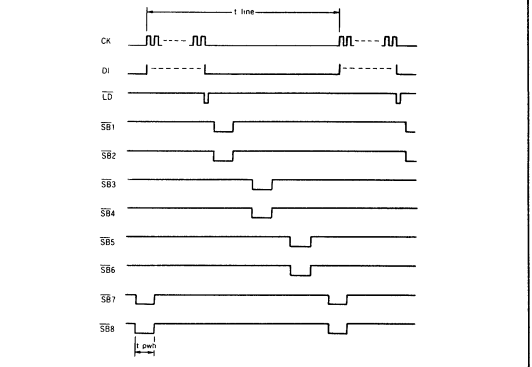 t line
CK
DI
LD
SB1
SB2
SB3
SB4
SB5
SB6
SB7
SB8
t pwh